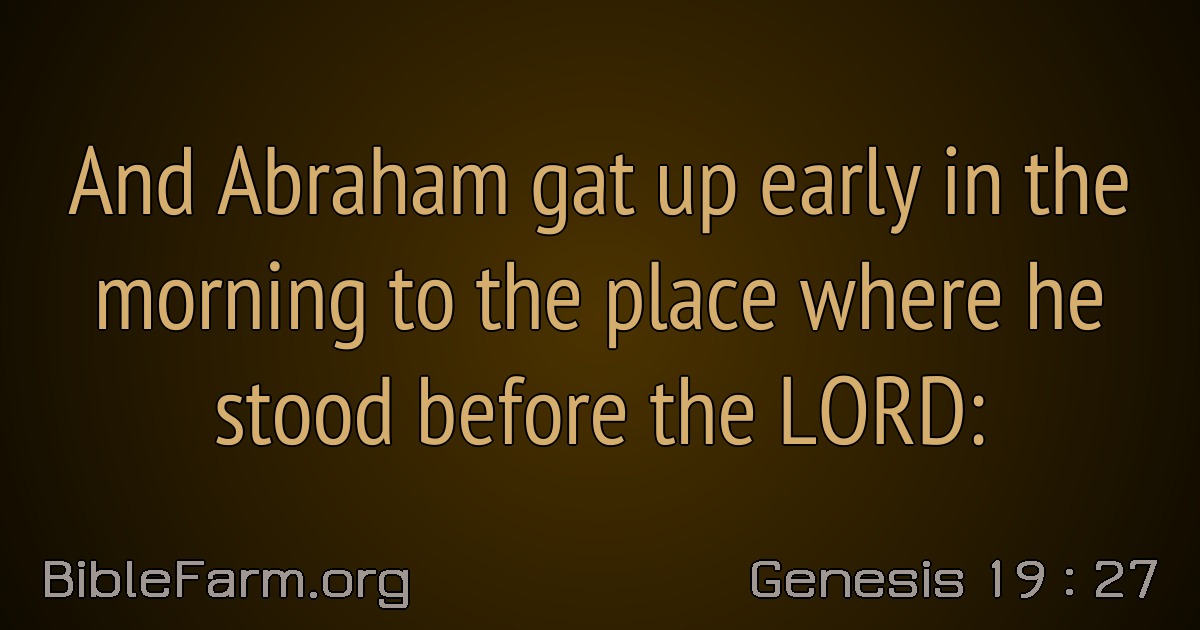 And Abraham gat up early in the
morning to the place where he
stood before the LORD:
BibleFarm.org
Genesis 19 : 27